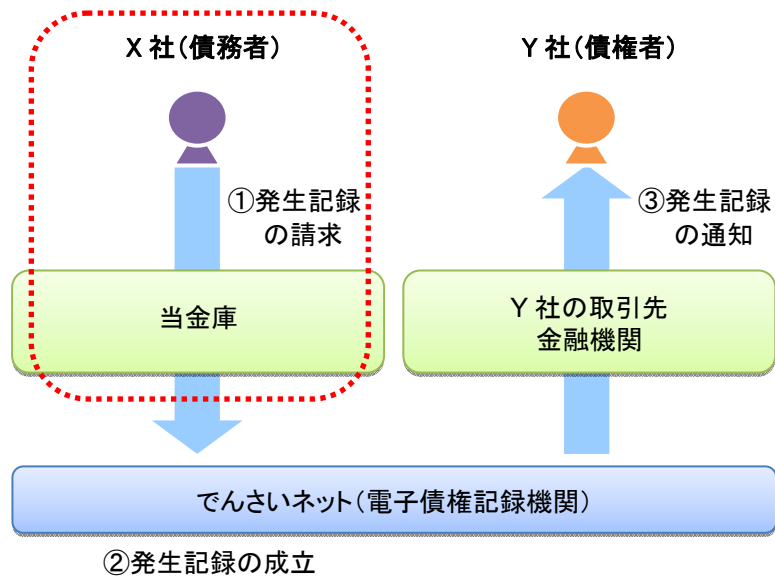 X 社(債務者)
Y 社(債権者)
①発生記録
の請求
③発生記録
の通知
当金庫
Y 社の取引先
金融機関
でんさいネット(電子債権記録機関)
②発生記録の成立